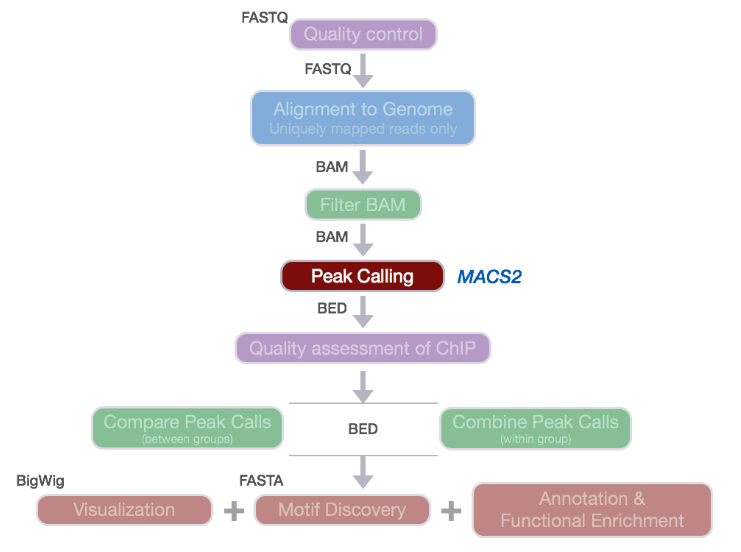 FASTQ
Quality control
FASTQ
Alignment to Genome
Uniquely mapped reads only
BAM
Filter BAM
BAM
Peak Calling
MACS2
BED
Quality assessment of ChIP
Compare Peak Calls
(between groups)
BED
Combine Peak Calls
(within group)
BigWig
Visualization
+
FASTA
Motif Discovery
+
Annotation &
Functional Enrichment